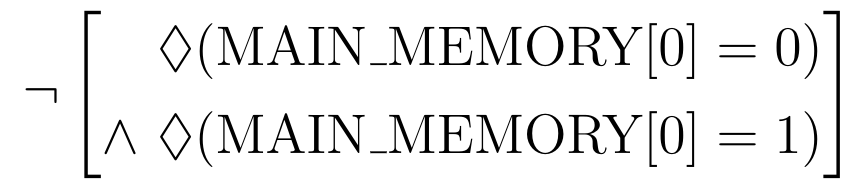 ¬ [ ◇(MAIN_MEMORY[0] = 0)
∧ ◇(MAIN_MEMORY[0] = 1) ]